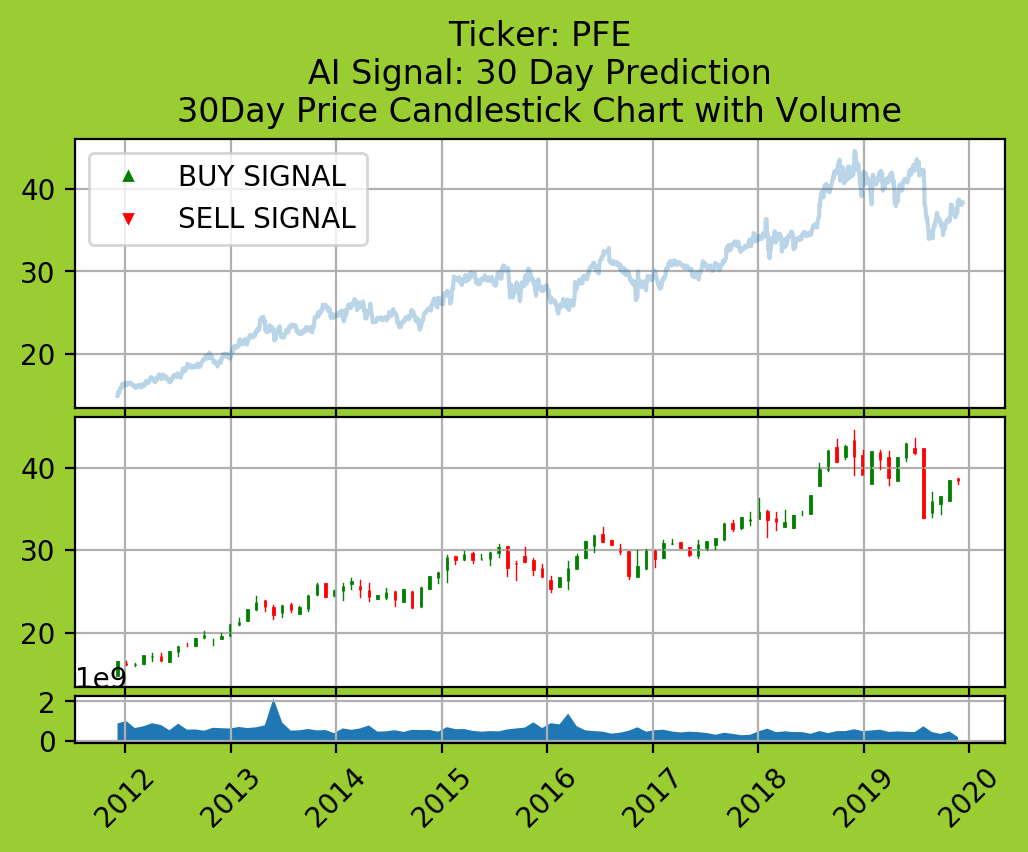 Ticker: PFE
AI Signal: 30 Day Prediction
30Day Price Candlestick Chart with Volume
BUY SIGNAL
SELL SIGNAL
40
30
20
40
30
20
1e9
2
0
2012 2013 2014 2015 2016 2017 2018 2019 2020